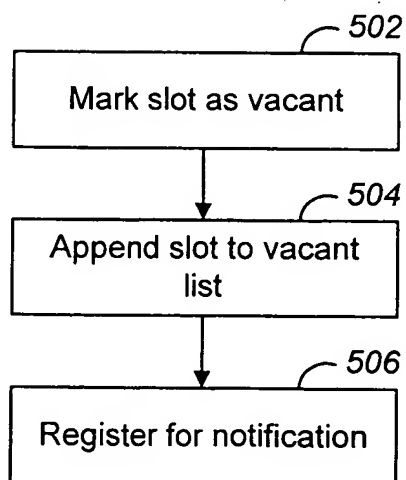 502
Mark slot as vacant
504
Append slot to vacant
list
506
Register for notification